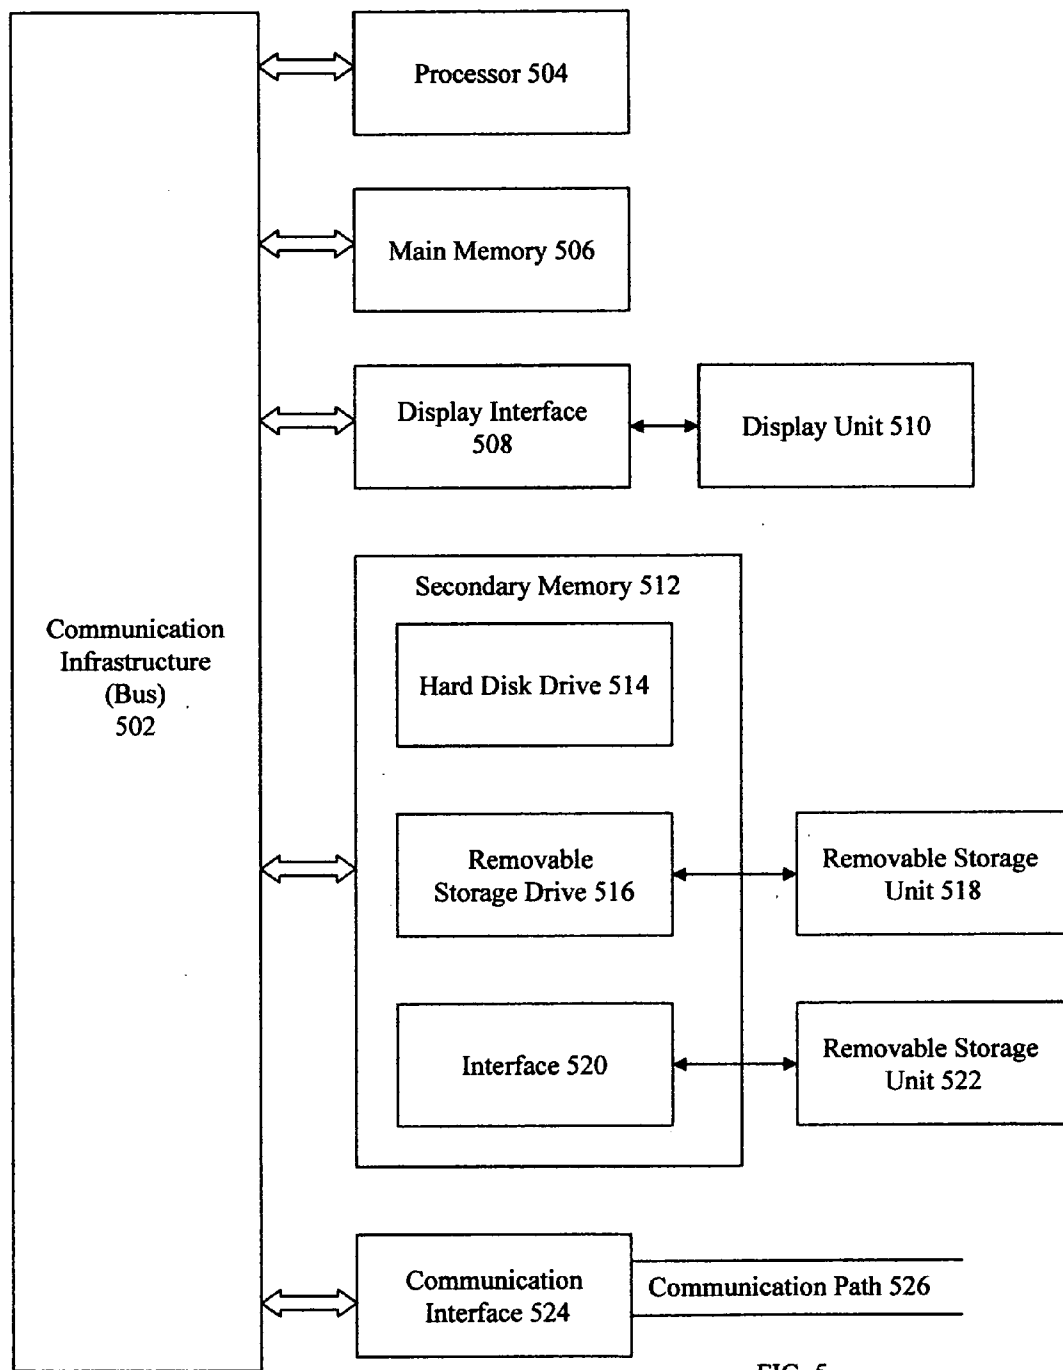 Processor 504
Main Memory 506
Display Interface
508
Display Unit 510
Secondary Memory 512
Communication
Infrastructure
(Bus)
502
Hard Disk Drive 514
Removable
Storage Drive 516
Removable Storage
Unit 518
Interface 520
Removable Storage
Unit 522
Communication
Interface 524
Communication Path 526
FIG. 5